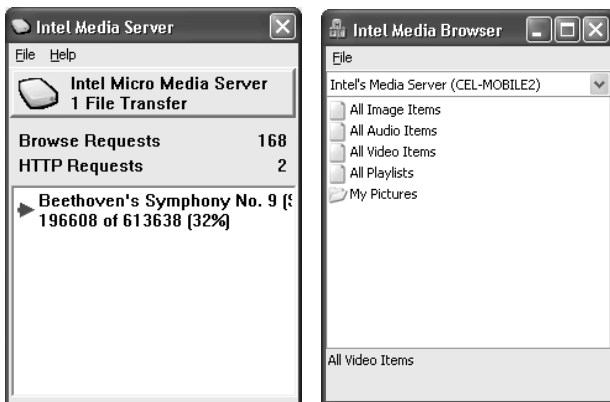 Intel Media Server
File Help
Intel Micro Media Server
1 File Transfer
Browse Requests 168
HTTP Requests 2
Beethoven's Symphony No. 9 (S
196608 of 613638 (32%)
Intel Media Browser
File
Intel's Media Server (CEL-MOBILE2)
All Image Items
All Audio Items
All Video Items
All Playlists
My Pictures
All Video Items